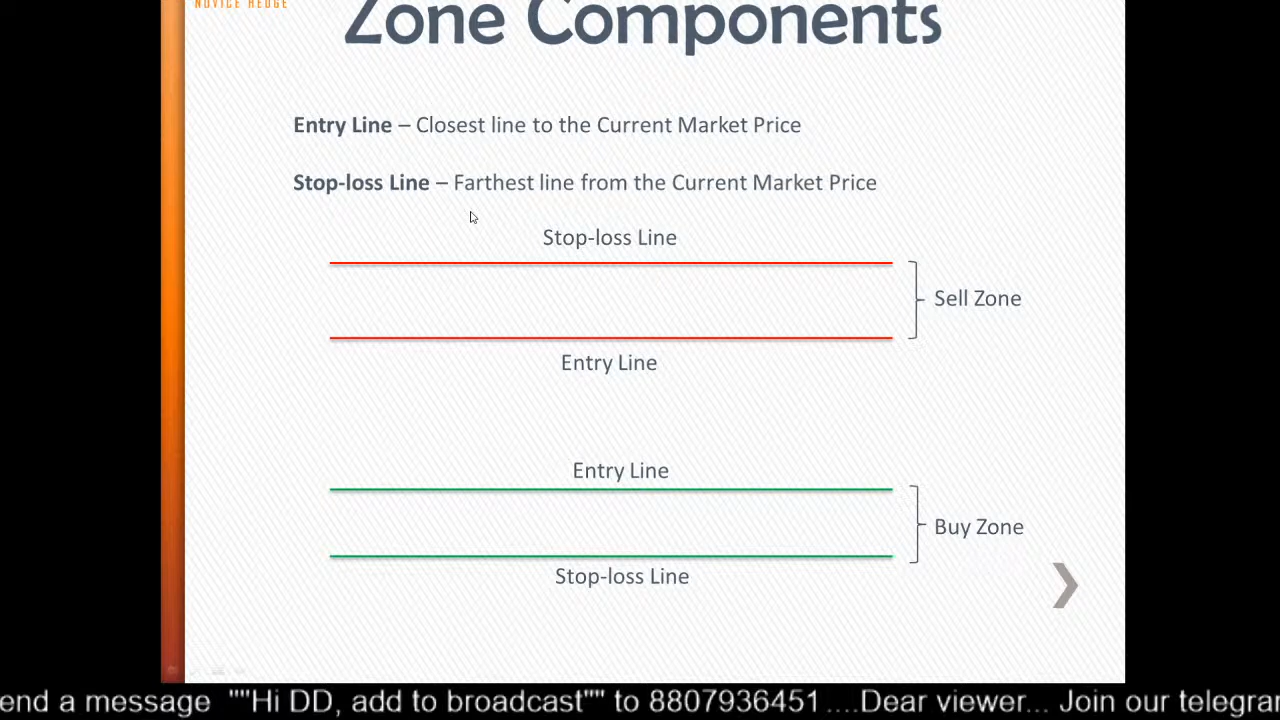 NOVICE HEDGE
Zone Components
Entry Line – Closest line to the Current Market Price
Stop-loss Line – Farthest line from the Current Market Price
Stop-loss Line
Sell Zone
Entry Line
Entry Line
Buy Zone
Stop-loss Line
end a message ""Hi DD, add to broadcast"" to 8807936451 ....Dear viewer... Join our telegra